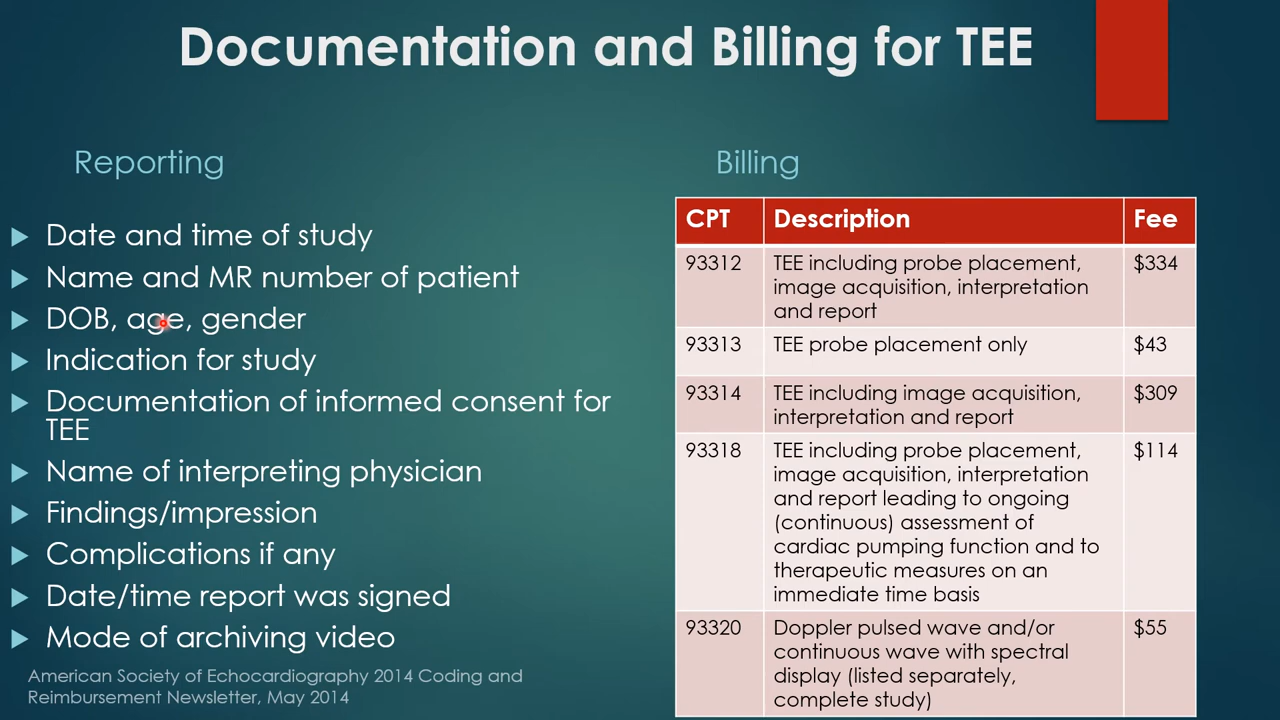 Documentation and Billing for TEE
Reporting
Date and time of study
Name and MR number of patient
DOB, age, gender
Indication for study
Documentation of informed consent for
TEE
Name of interpreting physician
Findings/impression
Complications if any
Date/time report was signed
Mode of archiving video
American Society of Echocardiography 2014 Coding and
Reimbursement Newsletter, May 2014
Billing
CPT Description Fee
93312 TEE including probe placement, $334
image acquisition, interpretation
and report
93313 TEE probe placement only $43
93314 TEE including image acquisition, $309
interpretation and report
93318 TEE including probe placement, $114
image acquisition, interpretation
and report leading to ongoing
(continuous) assessment of
cardiac pumping function and to
therapeutic measures on an
immediate time basis
93320 Doppler pulsed wave and/or $55
continuous wave with spectral
display (listed separately,
complete study)